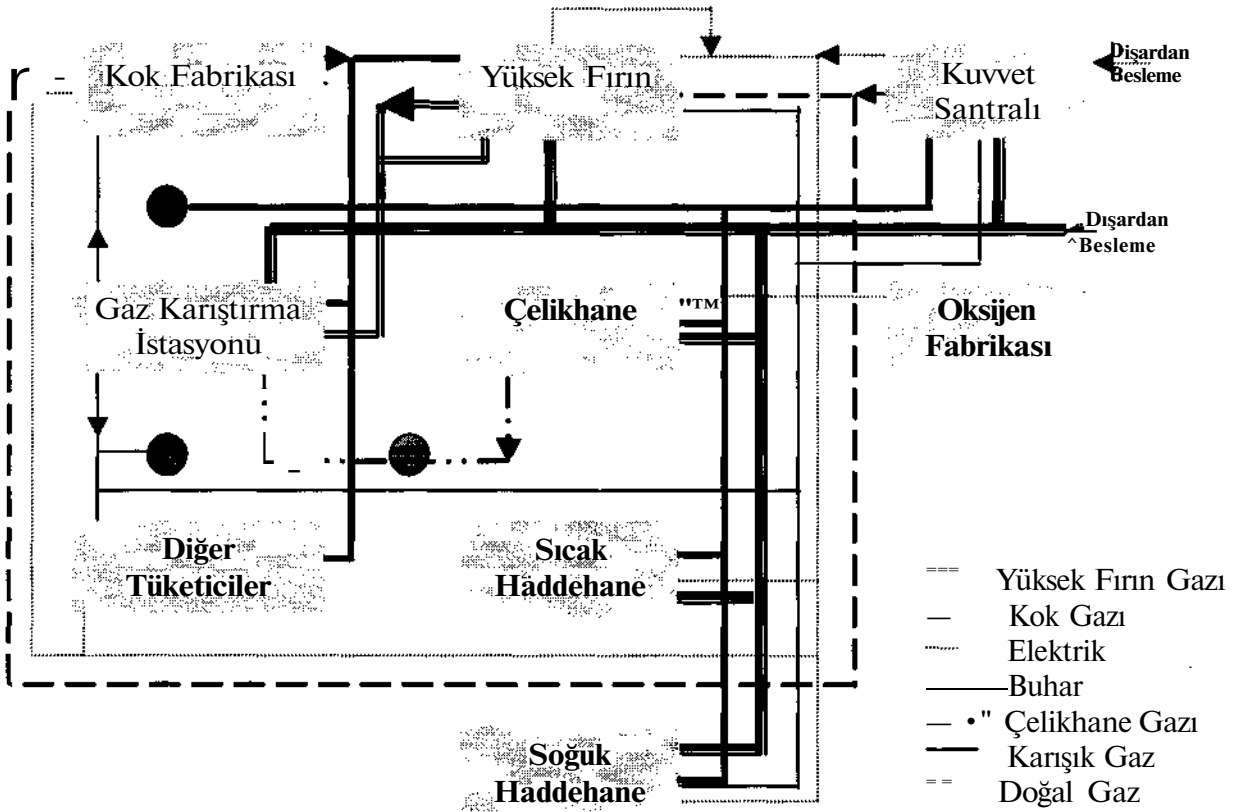 Kok Fabrikası
Yüksek Fırın
Kuvvet
Santralı
Dışardan
Besleme
Dışardan
Besleme
Gaz Karıştırma
İstasyonu
Çelikhane
"™
Oksijen
Fabrikası
Diğer
Tüketiciler
Sıcak
Haddehane
Soğuk
Haddehane
Yüksek Fırın Gazı
Kok Gazı
Elektrik
Buhar
Çelikhane Gazı
Karışık Gaz
Doğal Gaz